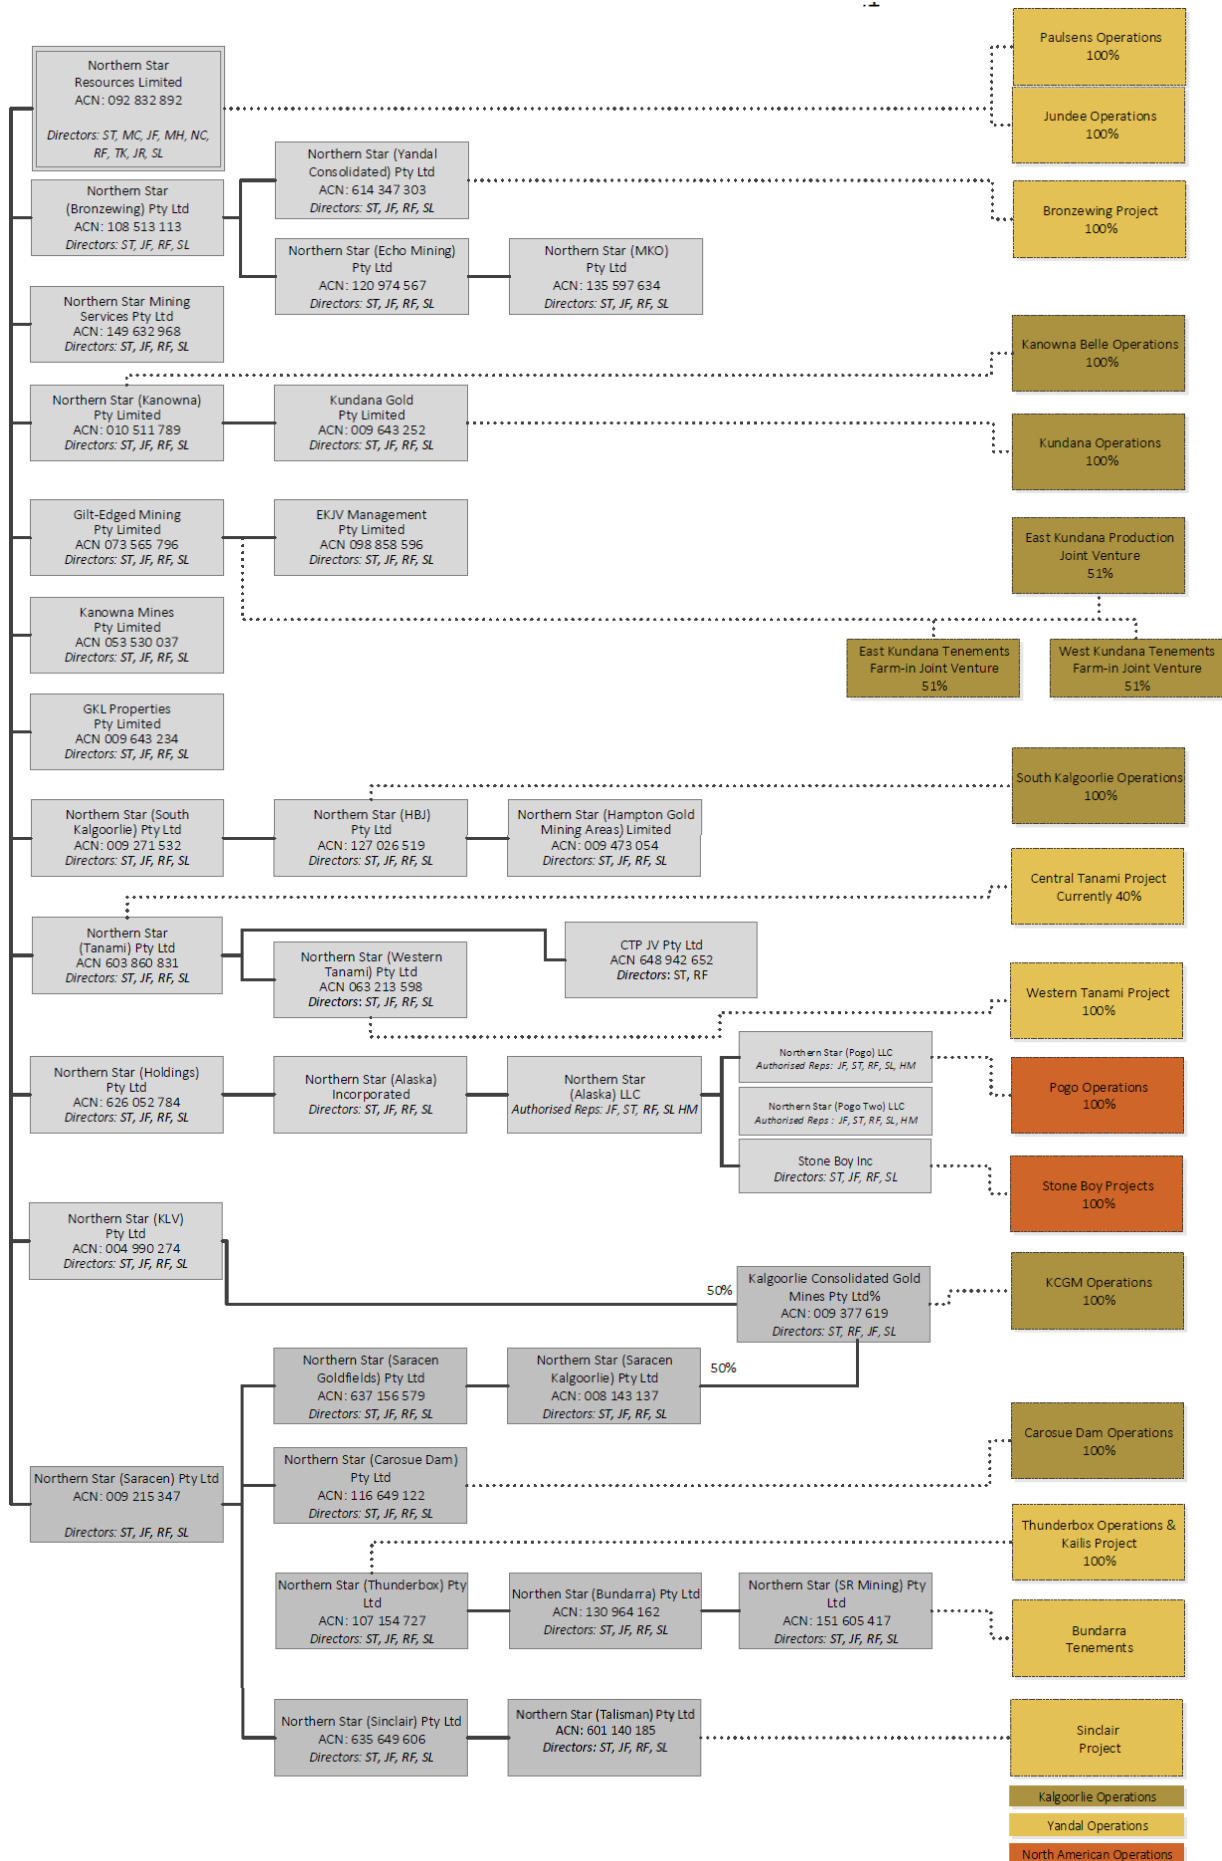 Northern Star
Resources Limited
ACN: 092 832 892
Directors: ST, MC, JF, MH, NC,
RF, TK, JR, SL
Paulsens Operations
100%
Jundee Operations
100%
Northern Star
(Bronzewing) Pty Ltd
ACN: 108 513 113
Directors: ST, JF, RF, SL
Northern Star (Yandal
Consolidated) Pty Ltd
ACN: 614 347 303
Directors: ST, JF, RF, SL
Bronzewing Project
100%
Northern Star (Echo Mining)
Pty Ltd
ACN: 120 974 567
Directors: ST, JF, RF, SL
Northern Star (MKO)
Pty Ltd
ACN: 135 597 634
Directors: ST, JF, RF, SL
Northern Star Mining
Services Pty Ltd
ACN: 149 632 968
Directors: ST, JF, RF, SL
Kanowna Belle Operations
100%
Northern Star (Kanowna)
Pty Limited
ACN: 010 511 789
Directors: ST, JF, RF, SL
Kundana Gold
Pty Limited
ACN: 009 643 252
Directors: ST, JF, RF, SL
Kundana Operations
100%
Gilt-Edged Mining
Pty Limited
ACN 073 565 796
Directors: ST, JF, RF, SL
EKJV Management
Pty Limited
ACN 098 858 596
Directors: ST, JF, RF, SL
East Kundana Production
Joint Venture
51%
Kanowna Mines
Pty Limited
ACN 053 530 037
Directors: ST, JF, RF, SL
East Kundana Tenements
Farm-in Joint Venture
51%
West Kundana Tenements
Farm-in Joint Venture
51%
GKL Properties
Pty Limited
ACN 009 643 234
Directors: ST, JF, RF, SL
South Kalgoorlie Operations
100%
Northern Star (South
Kalgoorlie) Pty Ltd
ACN: 009 271 532
Directors: ST, JF, RF, SL
Northern Star (HBJ)
Pty Ltd
ACN: 127 026 519
Directors: ST, JF, RF, SL
Northern Star (Hampton Gold
Mining Areas) Limited
ACN: 009 473 054
Directors: ST, JF, RF, SL
Central Tanami Project
Currently 40%
Northern Star
(Tanami) Pty Ltd
ACN 603 860 831
Directors: ST, JF, RF, SL
Northern Star (Western
Tanami) Pty Ltd
ACN 063 213 598
Directors: ST, JF, RF, SL
CTP JV Pty Ltd
ACN 648 942 652
Directors: ST, RF
Western Tanami Project
100%
Northern Star (Holdings)
Pty Ltd
ACN: 626 052 784
Directors: ST, JF, RF, SL
Northern Star (Alaska)
Incorporated
Directors: ST, JF, RF, SL
Northern Star
(Alaska) LLC
Authorised Reps: JF, ST, RF, SL HM
Northern Star (Pogo) LLC
Authorised Reps: JF, ST, RF, SL, HM
Northern Star (Pogo Two) LLC
Authorised Reps : JF, ST, RF, SL, HM
Stone Boy Inc
Directors: ST, JF, RF, SL
Pogo Operations
100%
Stone Boy Projects
100%
Northern Star (KLV)
Pty Ltd
ACN: 004 990 274
Directors: ST, JF, RF, SL
50%
Kalgoorlie Consolidated Gold
Mines Pty Ltd%
ACN: 009 377 619
Directors: ST, RF, JF, SL
KCGM Operations
100%
Northern Star (Saracen
Goldfields) Pty Ltd
ACN: 637 156 579
Directors: ST, JF, RF, SL
Northern Star (Saracen
Kalgoorlie) Pty Ltd
ACN: 008 143 137
Directors: ST, JF, RF, SL
50%
Carosue Dam Operations
100%
Northern Star (Saracen) Pty Ltd
ACN: 009 215 347
Directors: ST, JF, RF, SL
Northern Star (Carosue Dam)
Pty Ltd
ACN: 116 649 122
Directors: ST, JF, RF, SL
Thunderbox Operations &
Kailis Project
100%
Northern Star (Thunderbox) Pty
Ltd
ACN: 107 154 727
Directors: ST, JF, RF, SL
Northen Star (Bundarra) Pty Ltd
ACN: 130 964 162
Directors: ST, JF, RF, SL
Northern Star (SR Mining) Pty
Ltd
ACN: 151 605 417
Directors: ST, JF, RF, SL
Bundarra
Tenements
Northern Star (Sinclair) Pty Ltd
ACN: 635 649 606
Directors: ST, JF, RF, SL
Northern Star (Talisman) Pty Ltd
ACN: 601 140 185
Directors: ST, JF, RF, SL
Sinclair
Project
Kalgoorlie Operations
Yandal Operations
North American Operations